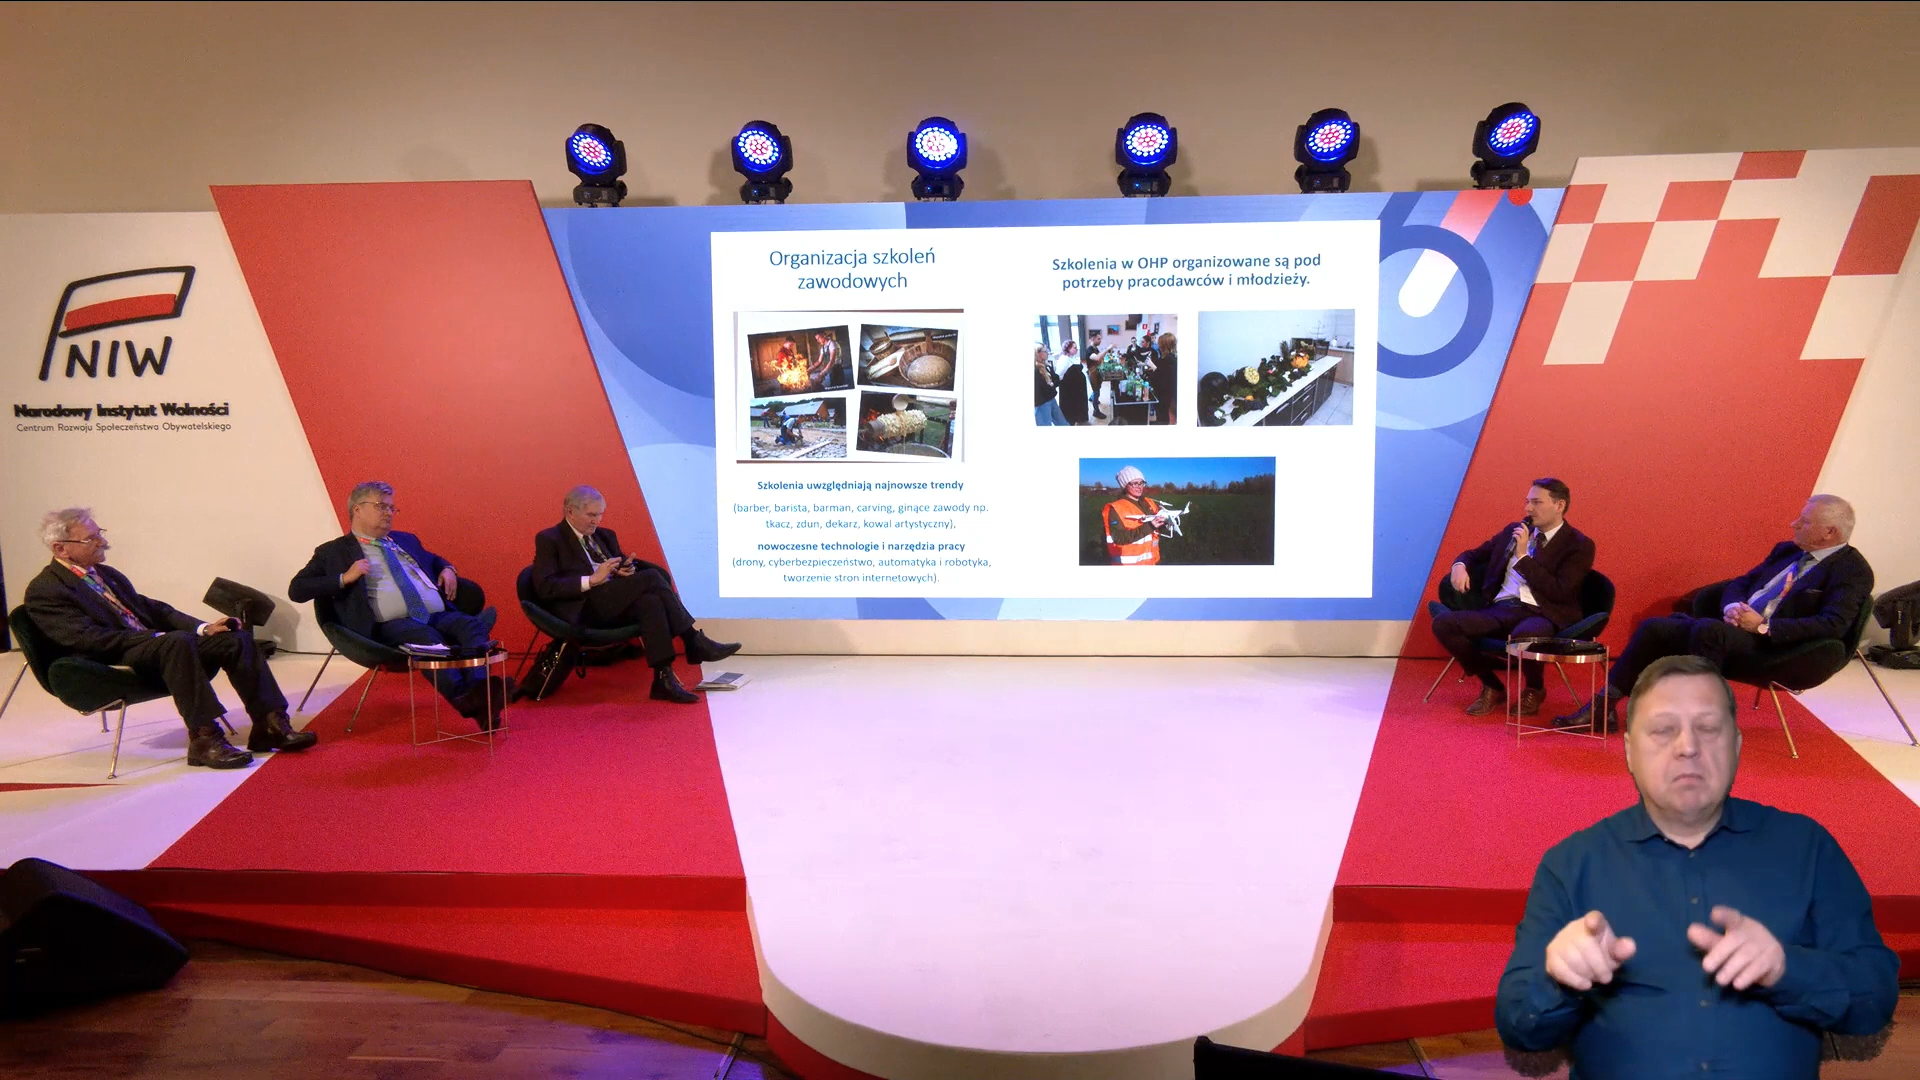 NIW
Narodowy Instytut Wolności
Centrum Rozwoju Społeczeństwa Obywatelskiego
Organizacja szkoleń
zawodowych
Szkolenia uwzględniają najnowsze trendy
(barber, barista, barman, carving, ginące zawody np.
tkacz, zdun, dekarz, kowal artystyczny),
nowoczesne technologie i narzędzia pracy
(drony, cyberbezpieczeństwo, automatyka i robotyka,
tworzenie stron internetowych).
Szkolenia w OHP organizowane są pod
potrzeby pracodawców i młodzieży.